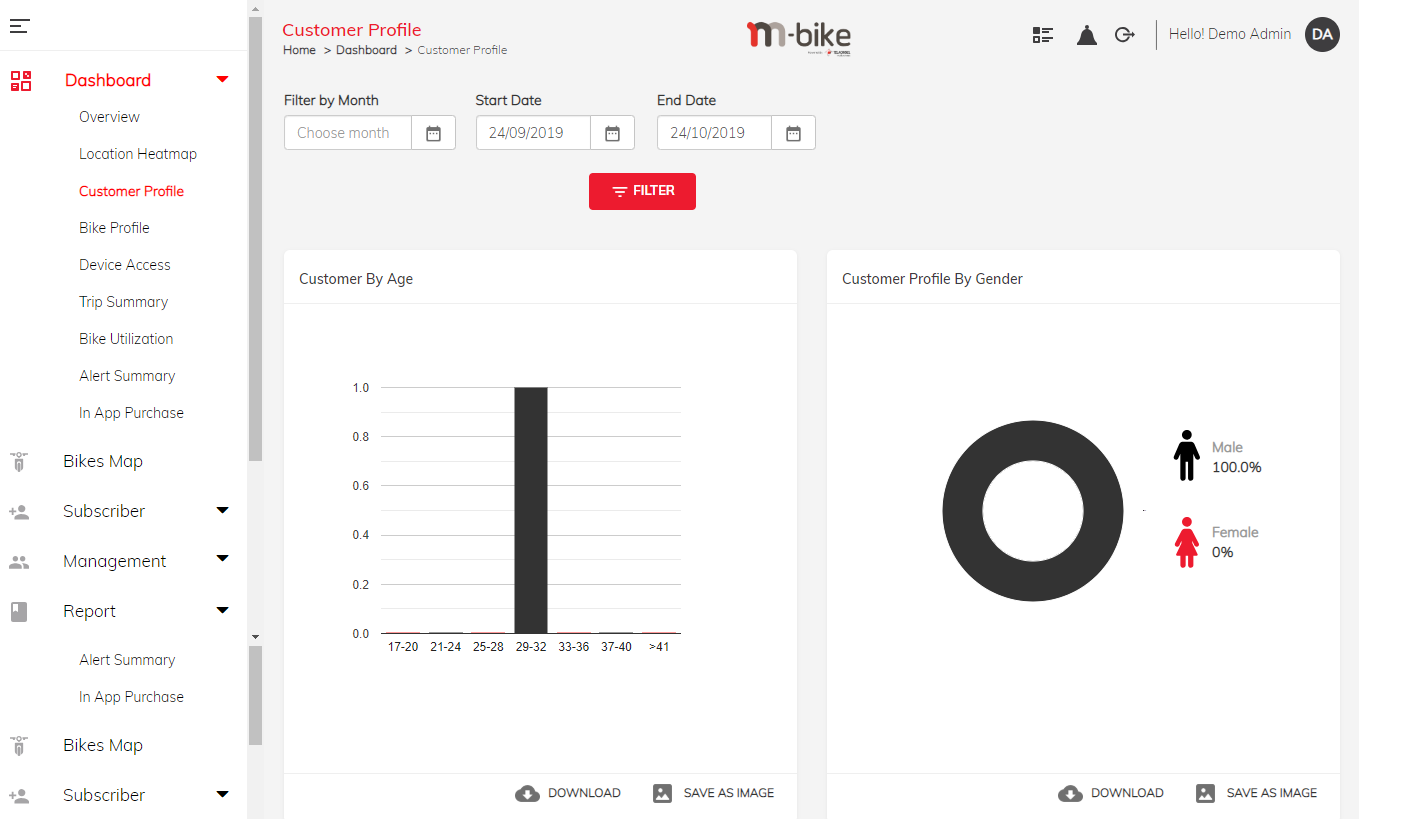 Customer Profile
Home > Dashboard > Customer Profile
m-bike
Hello! Demo Admin
DA
Dashboard
Overview
Location Heatmap
Customer Profile
Bike Profile
Device Access
Trip Summary
Bike Utilization
Alert Summary
In App Purchase
Bikes Map
Subscriber
Management
Report
Alert Summary
In App Purchase
Bikes Map
Subscriber
Filter by Month
Start Date
End Date
Choose month
24/09/2019
24/10/2019
FILTER
Customer By Age
1.0
0.8
0.6
0.4
0.2
0.0
17-20 21-24 25-28 29-32 33-36 37-40 >41
DOWNLOAD
SAVE AS IMAGE
Customer Profile By Gender
Male
100.0%
Female
0%
DOWNLOAD
SAVE AS IMAGE